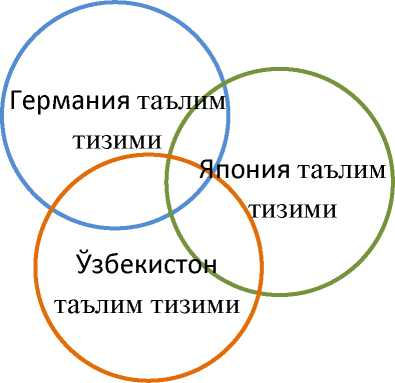 Германия таълим
тизими
Япония таълим
тизими
Ўзбекистон
таълим тизими